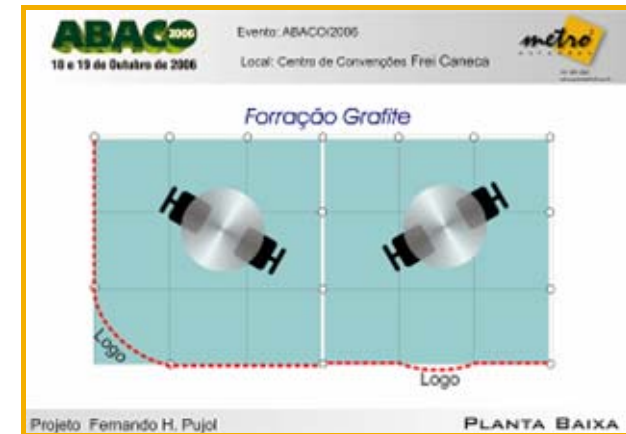 ABACO 2006
18 e 19 de Outubro de 2006
Evento: ABACO/2006
Local: Centro de Convenções Frei Caneca
metro
Forração Grafite
Logo
Logo
Projeto Fernando H. Pujol
PLANTA BAIXA